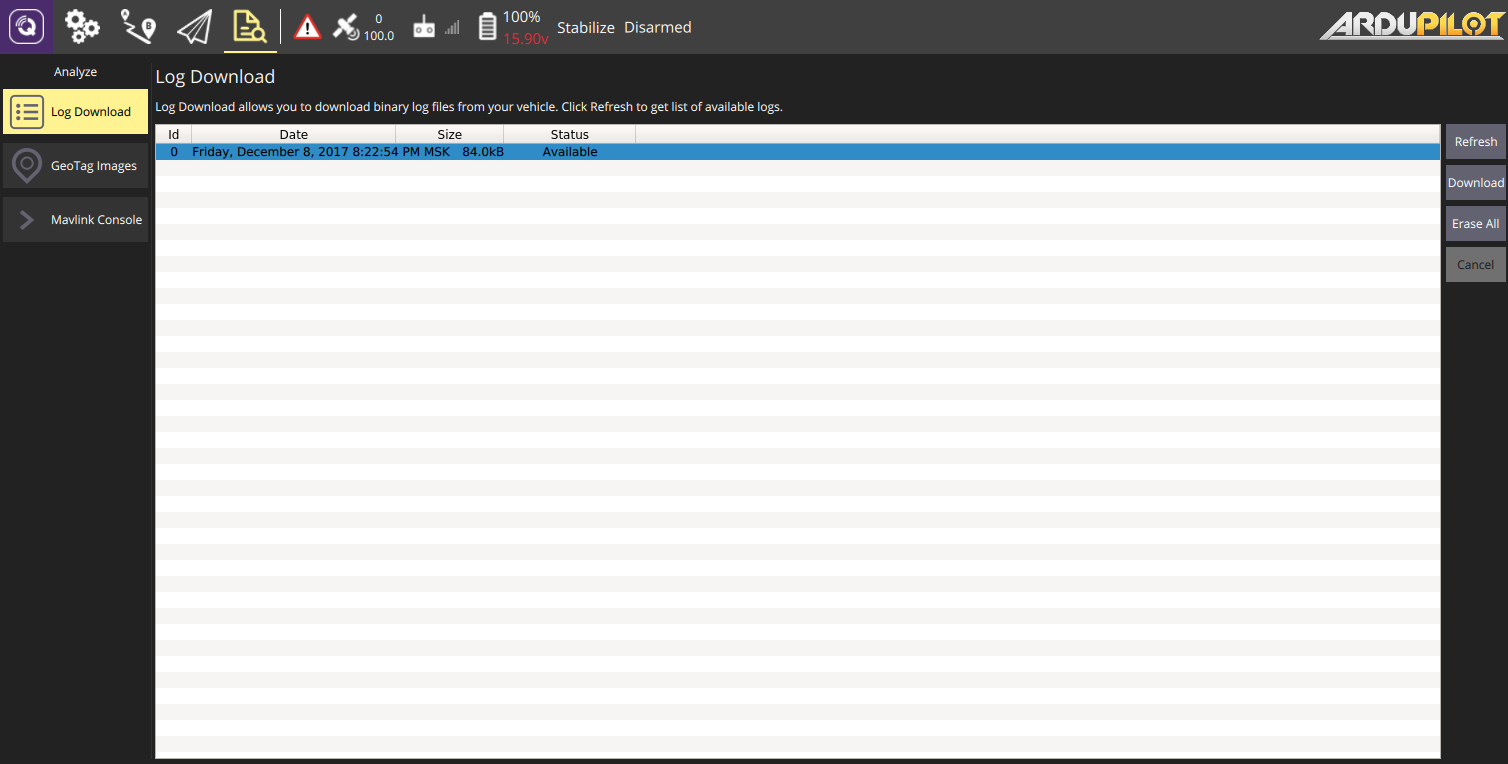 0
100.0
100%
15.90v
Stabilize Disarmed
ARDUPILOT
Analyze
Log Download
GeoTag Images
Mavlink Console
Log Download
Log Download allows you to download binary log files from your vehicle. Click Refresh to get list of available logs.
Id Date Size Status
0 Friday, December 8, 2017 8:22:54 PM MSK 84.0kB Available
Refresh
Download
Erase All
Cancel